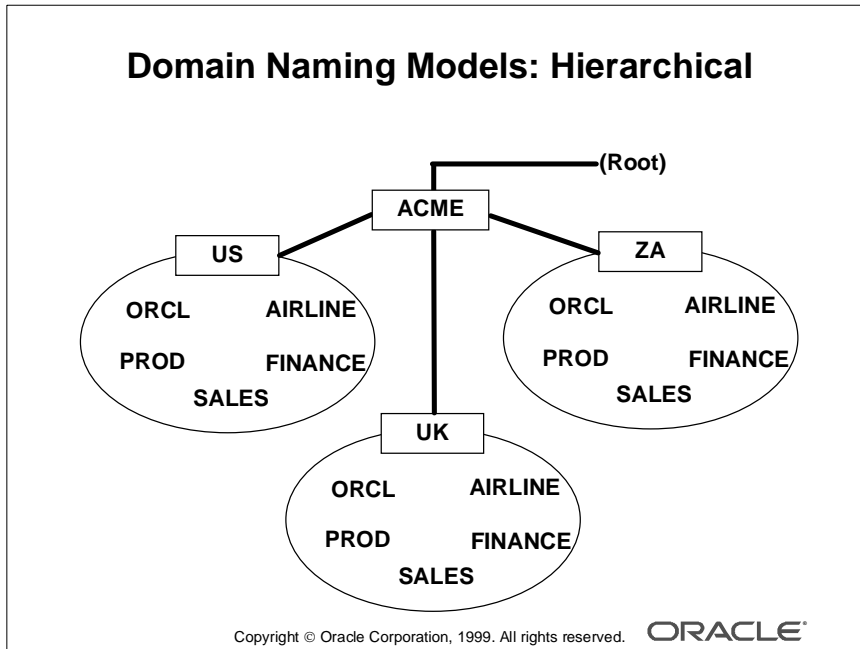 Domain Naming Models: Hierarchical
(Root)
ACME
US
ORCL
AIRLINE
PROD
FINANCE
SALES
ZA
ORCL
AIRLINE
PROD
FINANCE
SALES
UK
ORCL
AIRLINE
PROD
FINANCE
SALES
Copyright © Oracle Corporation, 1999. All rights reserved.
ORACLE®